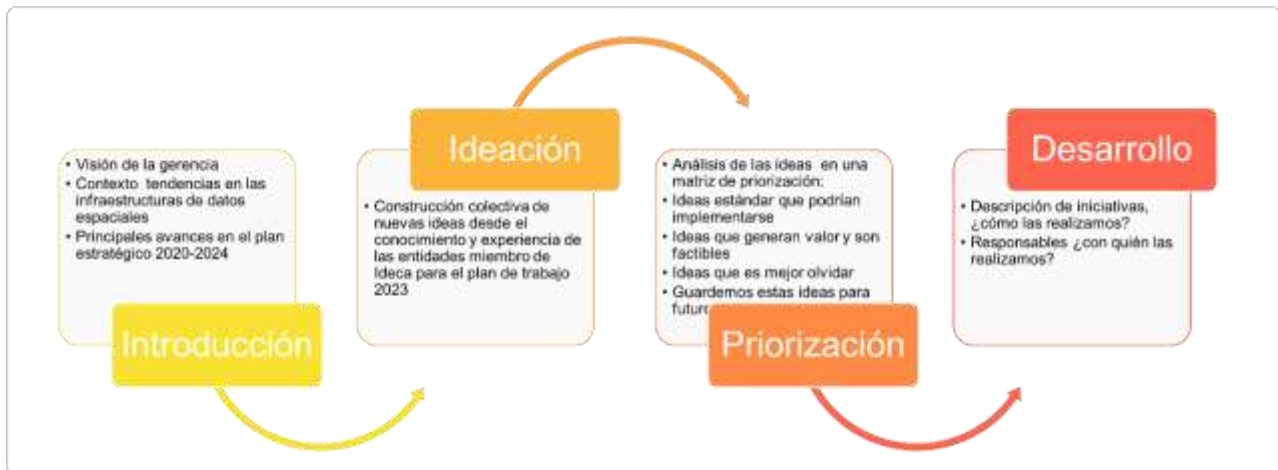 • Visión de la gerencia
• Contexto tendencias en las
infraestructuras de datos
espaciales
• Principales avances en el plan
estratégico 2020-2024
Introducción
Ideación
• Construcción colectiva de
nuevas ideas desde el
conocimiento y experiencia de
las entidades miembro de
Ideca para el plan de trabajo
2023
• Análisis de las ideas en una
matriz de priorización:
• Ideas estándar que podrían
implementarse
• Ideas que generan valor y son
factibles
• Ideas que es mejor olvidar
• Guardemos estas ideas para
Priorización
Desarrollo
• Descripción de iniciativas,
¿cómo las realizamos?
• Responsables ¿con quién las
realizamos?